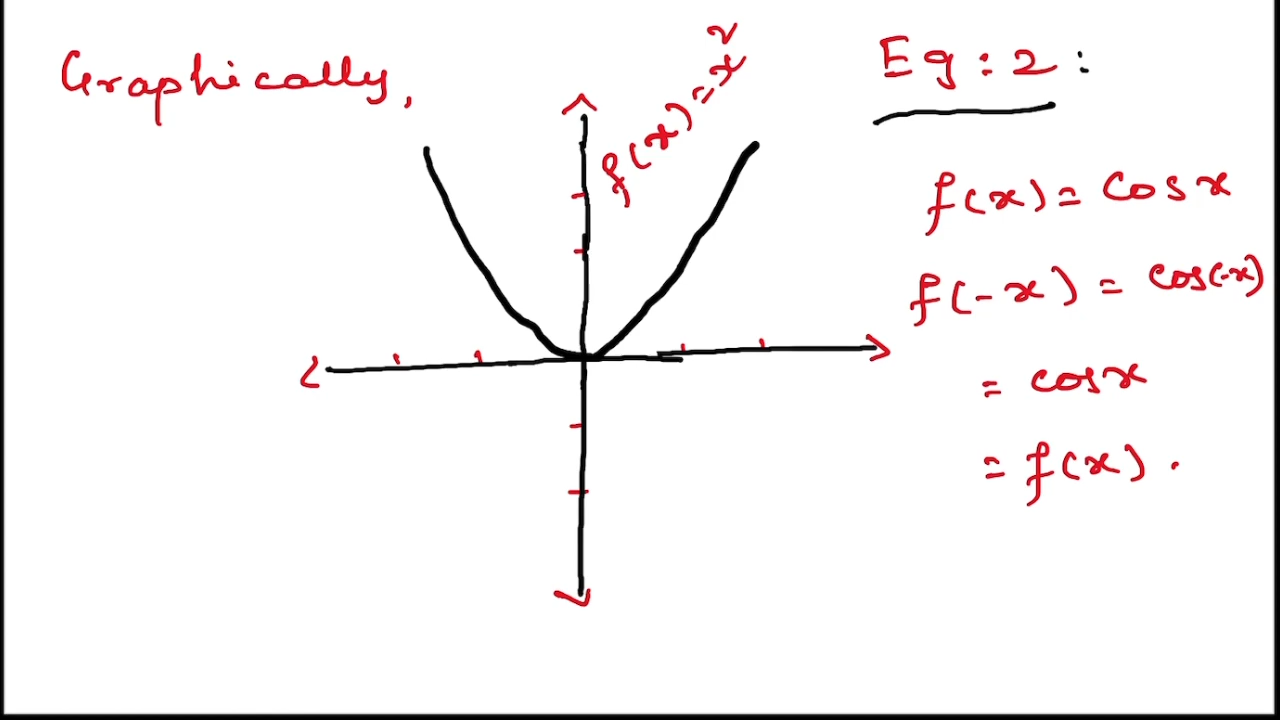 Graphically,
f(x) = x²
Eg : 2 :
f(x) = cos x
f(-x) = cos(-x)
= cos x
= f(x) .